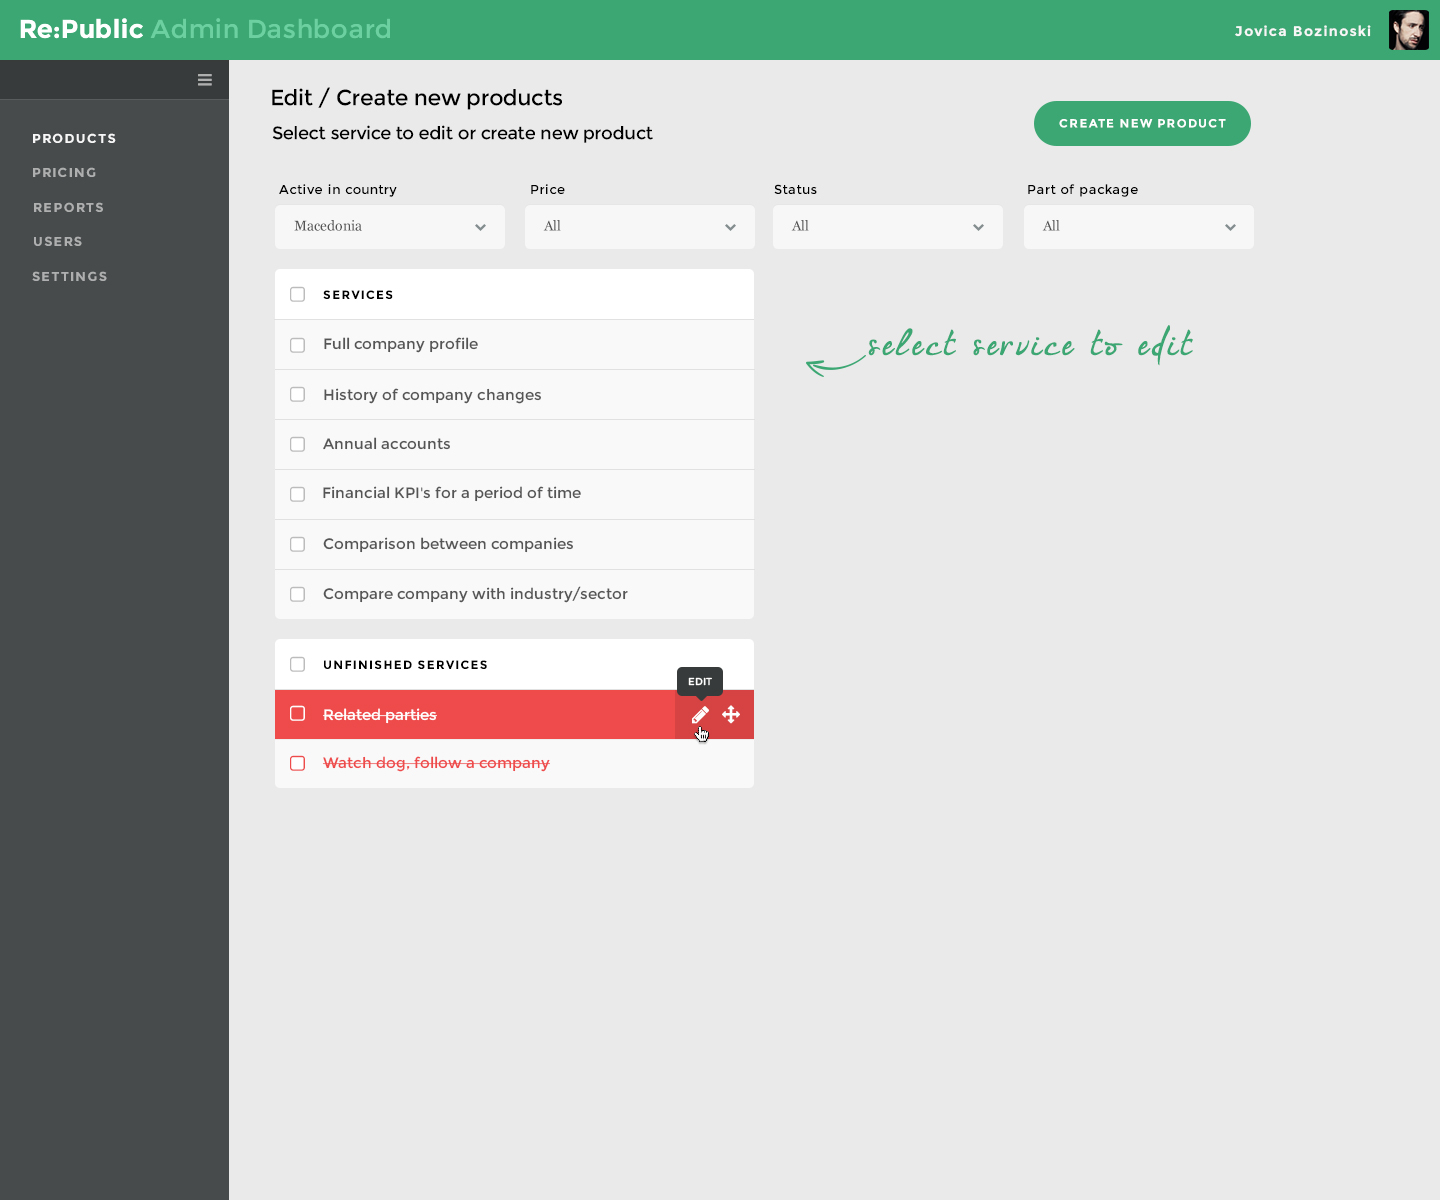 Re:Public Admin Dashboard
Jovica Bozinoski
PRODUCTS
PRICING
REPORTS
USERS
SETTINGS
Edit / Create new products
Select service to edit or create new product
CREATE NEW PRODUCT
Active in country
Price
Status
Part of package
Macedonia
All
All
All
SERVICES
Full company profile
History of company changes
Annual accounts
Financial KPI's for a period of time
Comparison between companies
Compare company with industry/sector
select service to edit
UNFINISHED SERVICES
EDIT
Related parties
Watch dog, follow a company